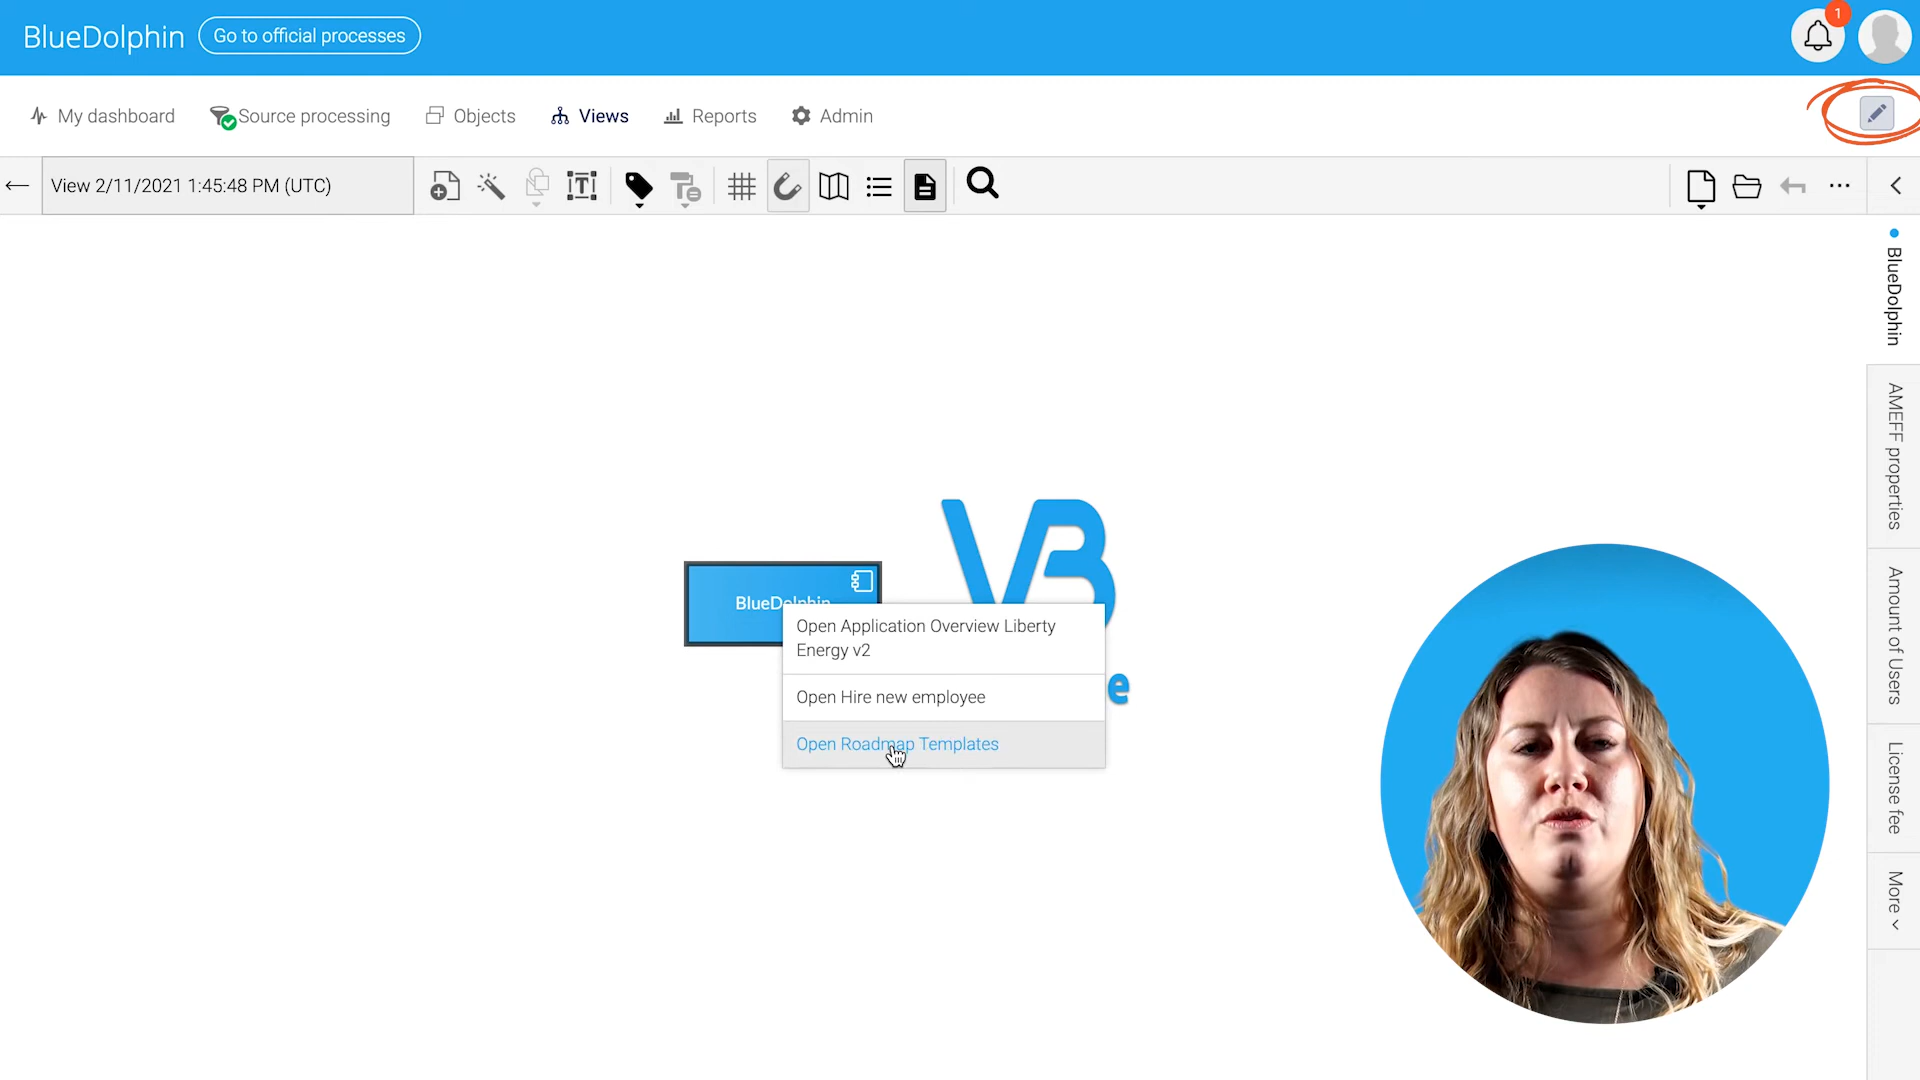 BlueDolphin
Go to official processes
1
My dashboard
Source processing
Objects
Views
Reports
Admin
View 2/11/2021 1:45:48 PM (UTC)
BlueDolphin
AMEFF properties
Amount of Users
License fee
More
BlueDolphin
VB
e
Open Application Overview Liberty
Energy v2
Open Hire new employee
Open Roadmap Templates